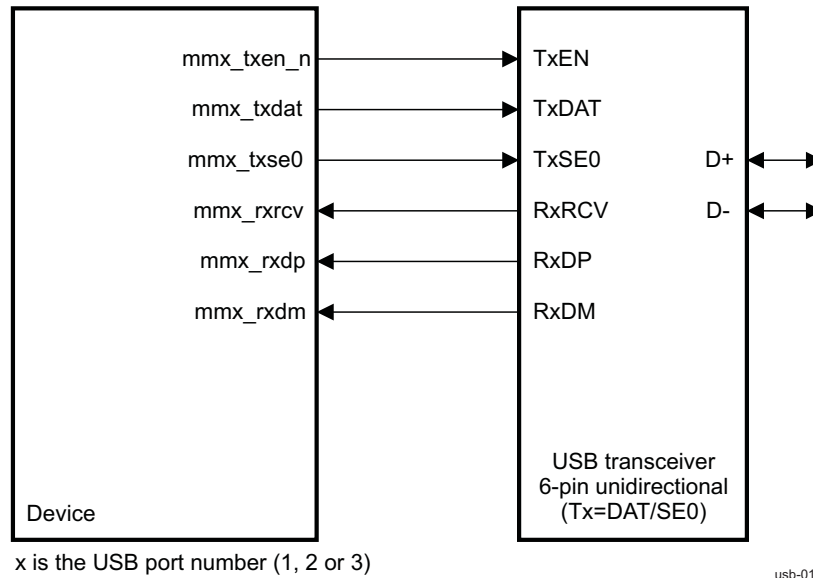 mmx_txen_n TxEN
mmx_txdat TxDAT
mmx_txse0 TxSE0 D+
mmx_rxrcv RxRCV D-
mmx_rxdp RxDP
mmx_rxdm RxDM
USB transceiver
6-pin unidirectional
Device (Tx=DAT/SE0)
x is the USB port number (1, 2 or 3)